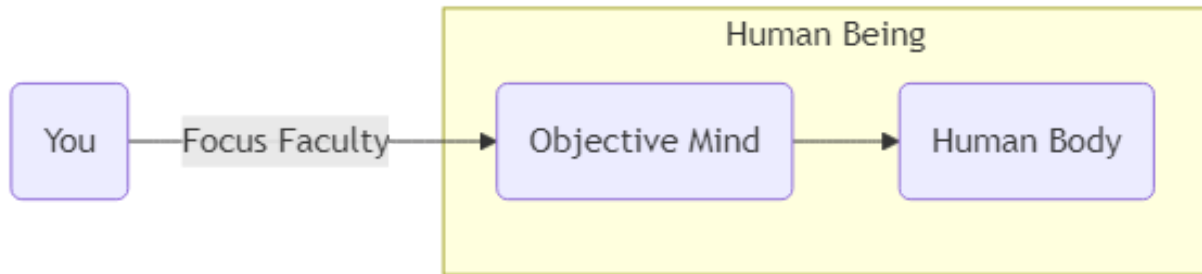 Human Being
You
Focus Faculty
Objective Mind
Human Body